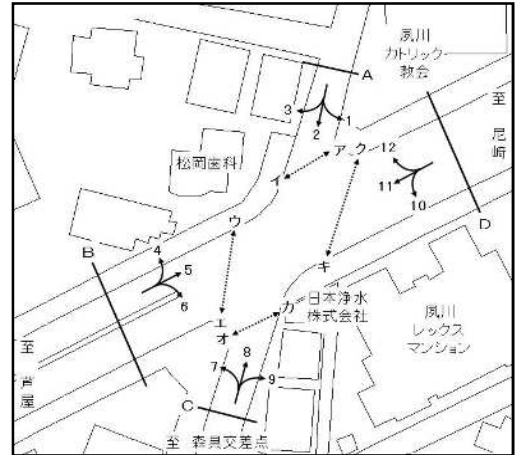 夙川
カトリック
教会
至
尼
崎
A
3
1
2
ア
ク
12
11
10
D
松岡歯科
イ
ウ
4
B
5
6
キ
カ
日本浄水
株式会社
夙川
レックス
マンション
エ
オ
至
芦
屋
7
8
9
C
至 森具交差点